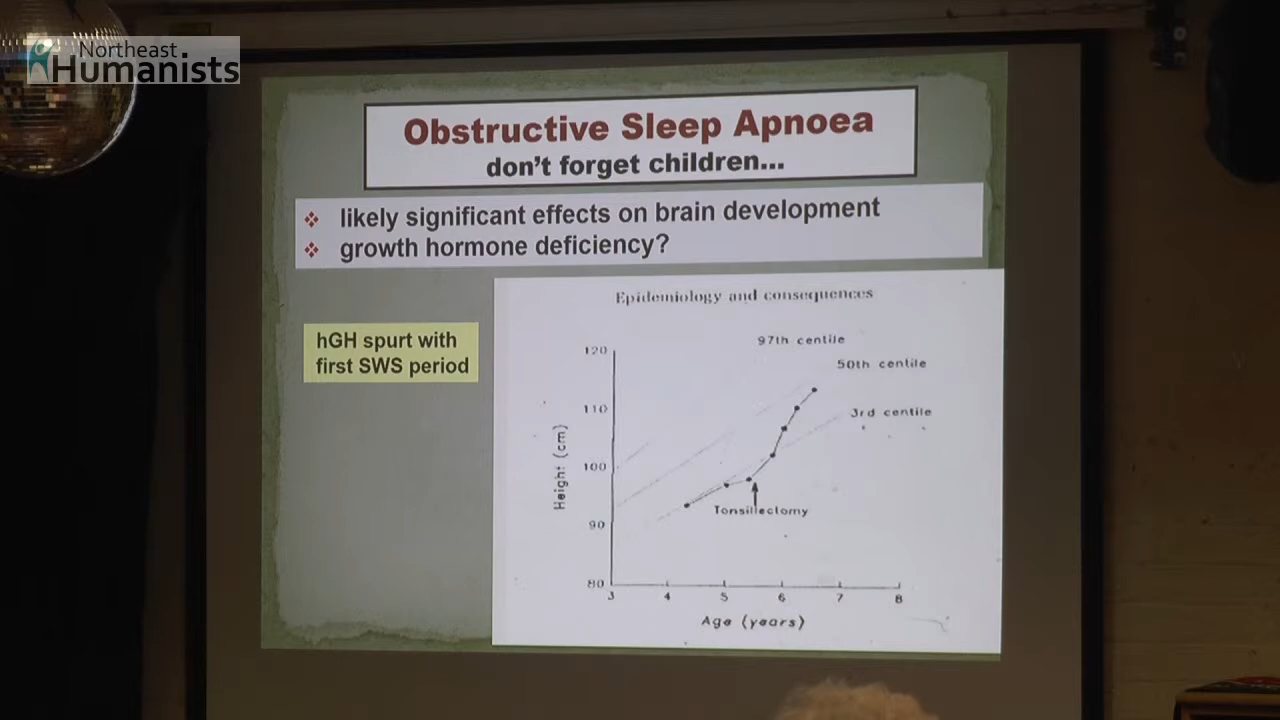 Northeast
Humanists
Obstructive Sleep Apnoea
don't forget children...
likely significant effects on brain development
growth hormone deficiency?
hGH spurt with
first SWS period
Epidemiology and consequences
97th centile
50th centile
3rd centile
120
110
100
90
80
Height (cm)
Tonsillectomy
3 4 5 6 7 8
Age (years)